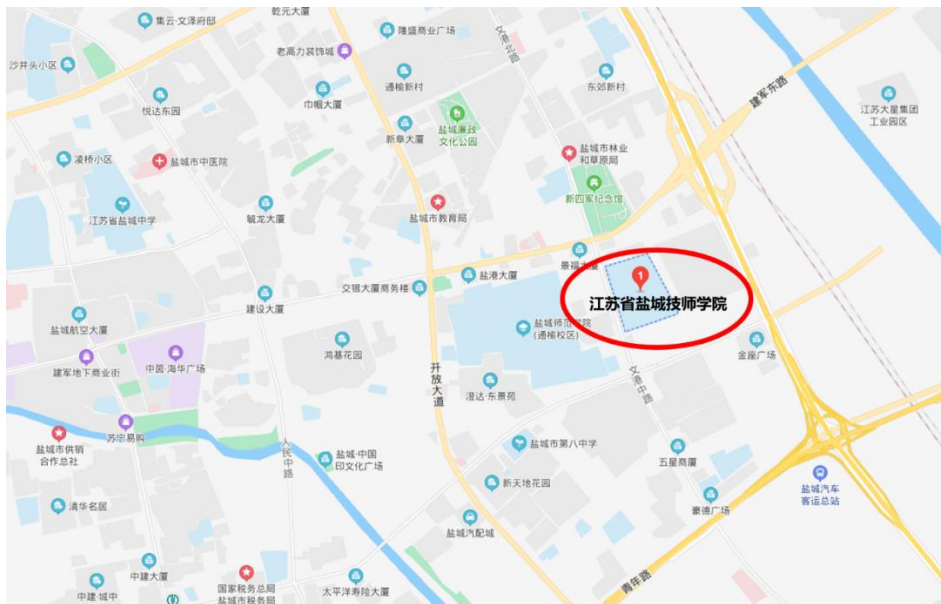 集云·文泽府邸
乾元大厦
隆盛商业广场
文港北路
沙井头小区
老高力装饰城
通榆新村
东郊新村
建军东路
悦达东园
巾帼大厦
江苏大星集团
工业园区
新阜大厦
盐城廉政
文化公园
凌桥小区
盐城市中医院
盐城市林业
和草原局
新四军纪念馆
江苏省盐城中学
毓龙大厦
盐城市教育局
景福大厦
盐港大厦
1
交银大厦商务楼
江苏省盐城技师学院
建设大厦
盐城航空大厦
盐城师范学院
(通榆校区)
鸿基花园
金座广场
建军地下商业街
中茵·海华广场
开放大道
文港中路
澄达·东景苑
苏宁易购
人民中路
盐城市供销
合作总社
盐城·中国
印文化广场
盐城市第八中学
五星商厦
新天地花园
盐城汽车
客运总站
清华名居
豪德广场
盐城汽配城
中建大厦
青年路
中建·城中
国家税务总局
盐城市税务局
太平洋寿险大厦